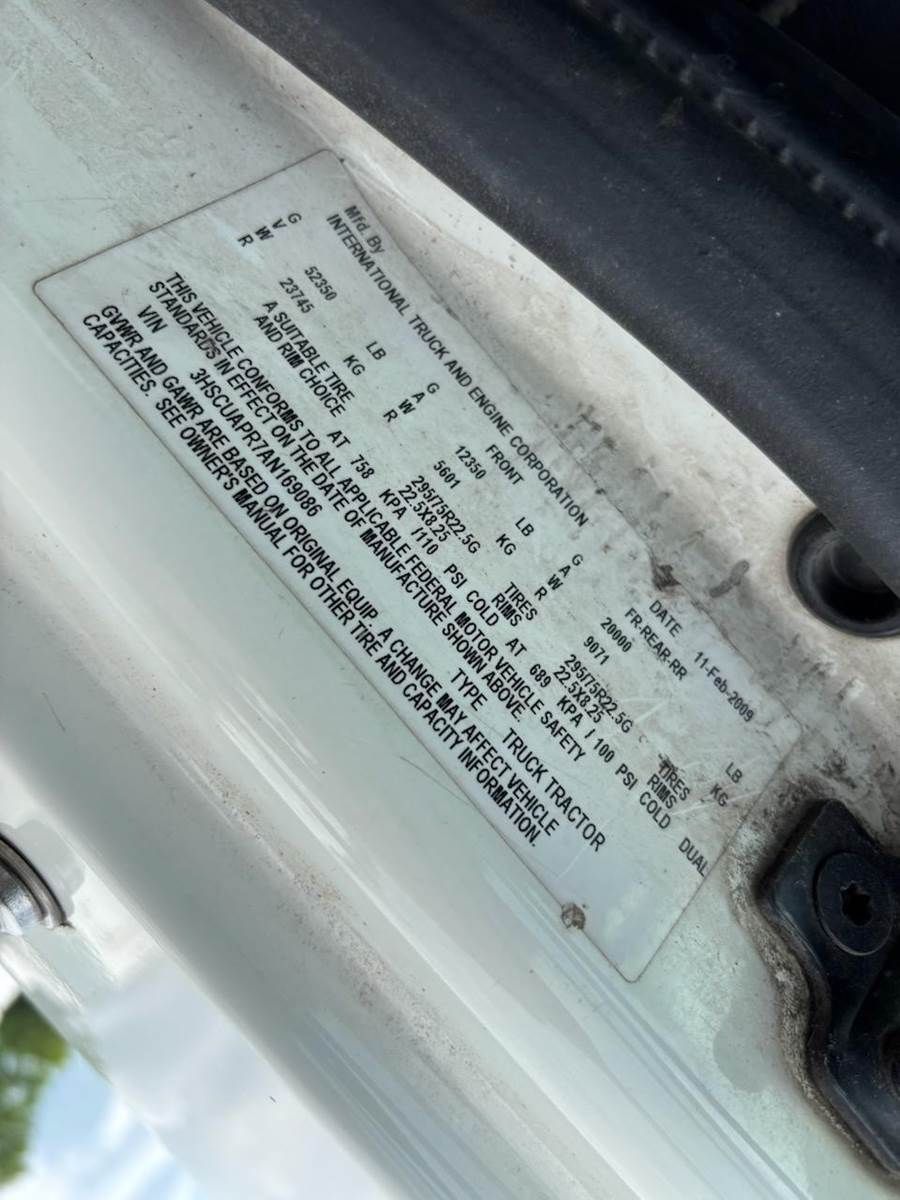 Mfd. By
INTERNATIONAL TRUCK AND ENGINE CORPORATION DATE 11-Feb-2009
G V W R G A W R FRONT G A W R FR-REAR-RR
52350 LB 12350 LB 20000 LB
23745 KG 5601 KG 9071 KG
A SUITABLE TIRE 295/75R22.5G TIRES 295/75R22.5G TIRES
AND RIM CHOICE 22.5X8.25 RIMS 22.5X8.25 RIMS
AT 758 KPA /110 PSI COLD AT 689 KPA / 100 PSI COLD DUAL
THIS VEHICLE CONFORMS TO ALL APPLICABLE FEDERAL MOTOR VEHICLE SAFETY
STANDARDS IN EFFECT ON THE DATE OF MANUFACTURE SHOWN ABOVE.
VIN 3HSCUAPR7AN169086 TYPE TRUCK TRACTOR
GVWR AND GAWR ARE BASED ON ORIGINAL EQUIP. A CHANGE MAY AFFECT VEHICLE
CAPACITIES. SEE OWNER'S MANUAL FOR OTHER TIRE AND CAPACITY INFORMATION.